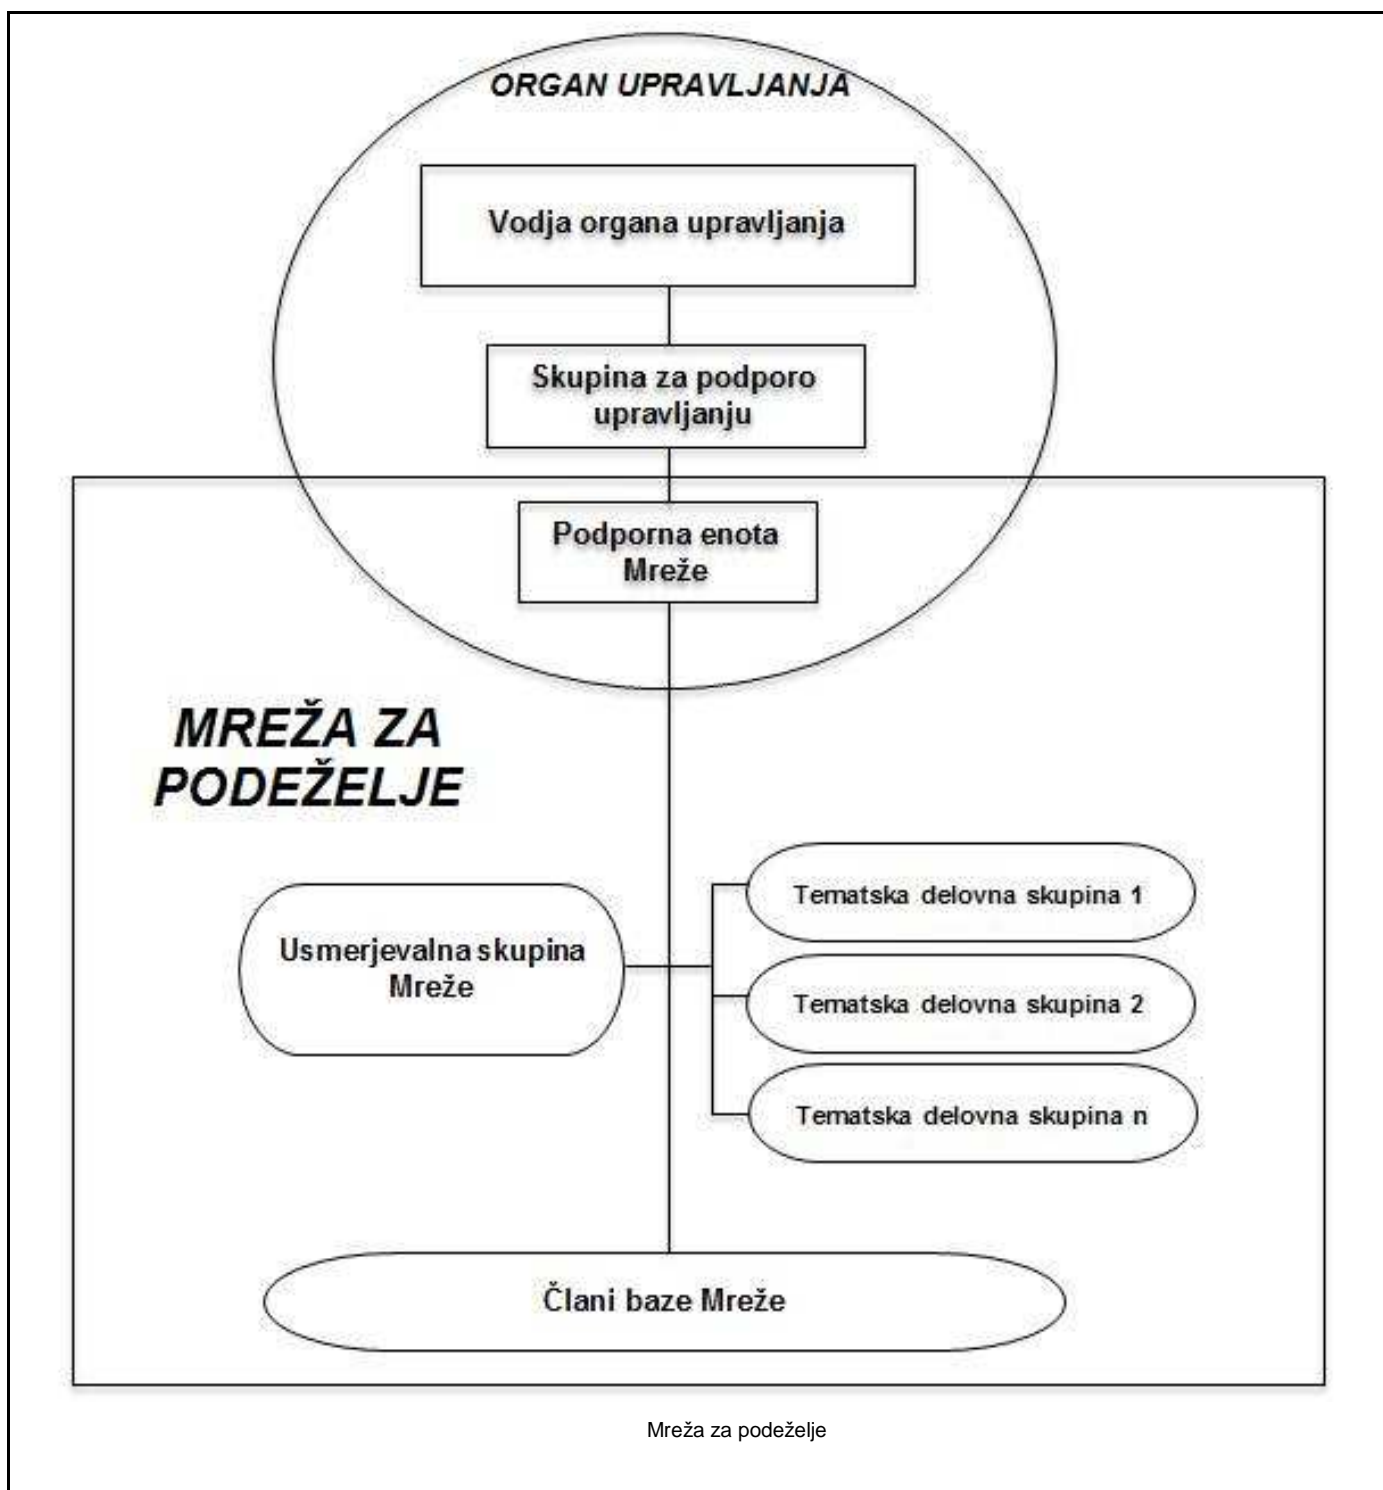 ORGAN UPRAVLJANJA
Vodja organa upravljanja
Skupina za podporo
upravljanju
Podporna enota
Mreže
MREŽA ZA
PODEŽELJE
Usmerjevalna skupina
Mreže
Tematska delovna skupina 1
Tematska delovna skupina 2
Tematska delovna skupina n
Člani baze Mreže
Mreža za podeželje